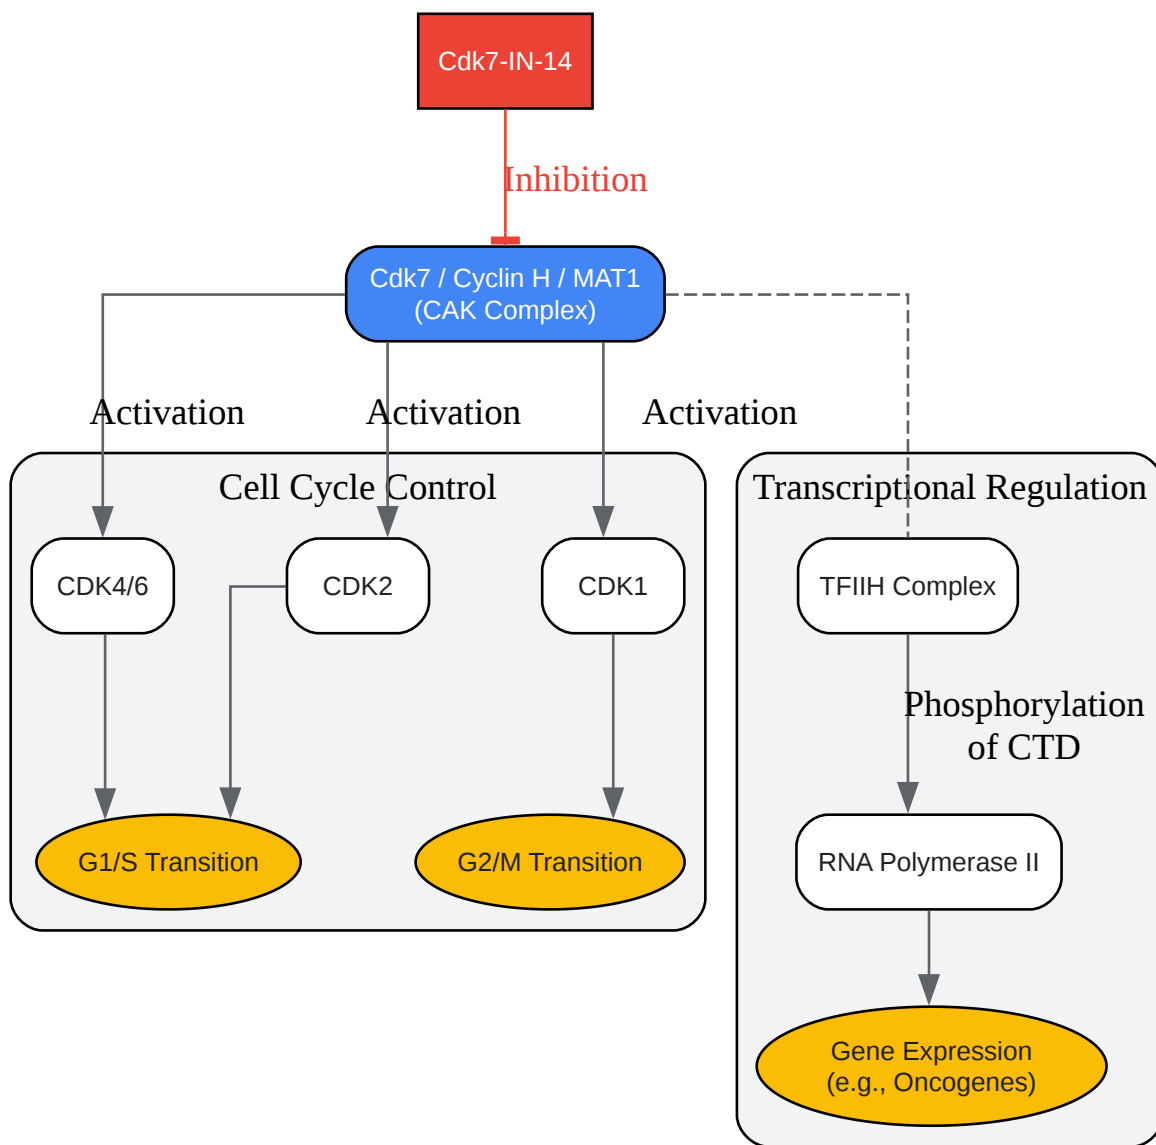 Cdk7-IN-14
Inhibition
Cdk7 / Cyclin H / MAT1
(CAK Complex)
Activation
Activation
Activation
Cell Cycle Control
Transcriptional Regulation
CDK4/6
CDK2
CDK1
TFIIH Complex
Phosphorylation
of CTD
G1/S Transition
G2/M Transition
RNA Polymerase II
Gene Expression
(e.g., Oncogenes)